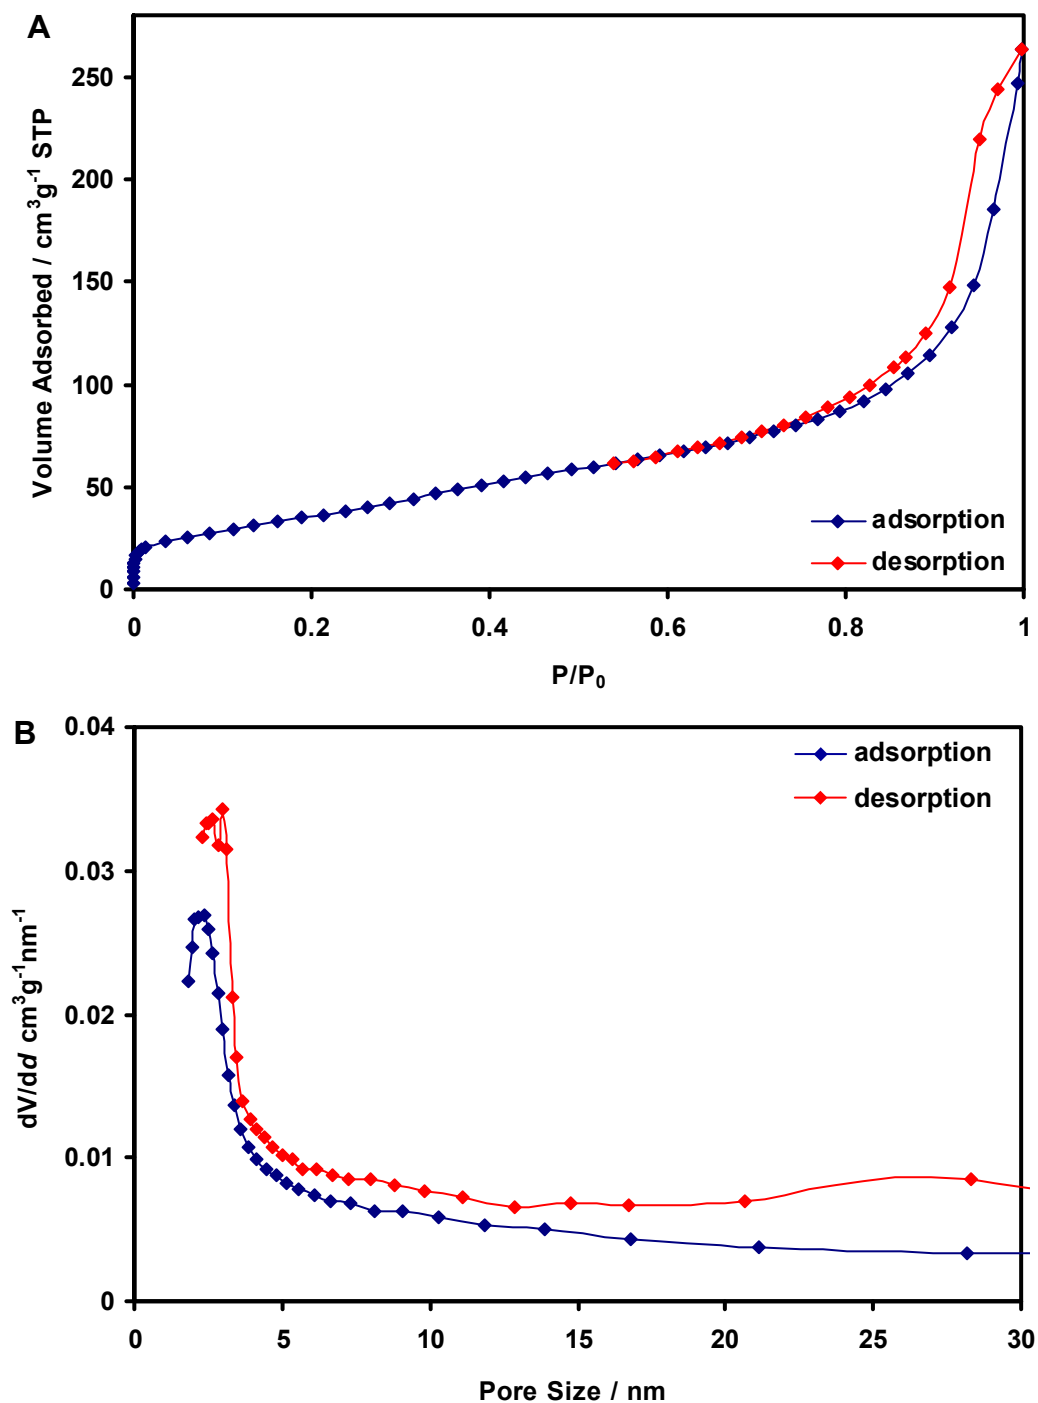 A
Volume Adsorbed / cm³g⁻¹ STP
250
200
150
100
50
0
adsorption
desorption
0 0.2 0.4 0.6 0.8 1
P/P₀
B
dV/dd cm³g⁻¹nm⁻¹
0.04
0.03
0.02
0.01
0
adsorption
desorption
0 5 10 15 20 25 30
Pore Size / nm